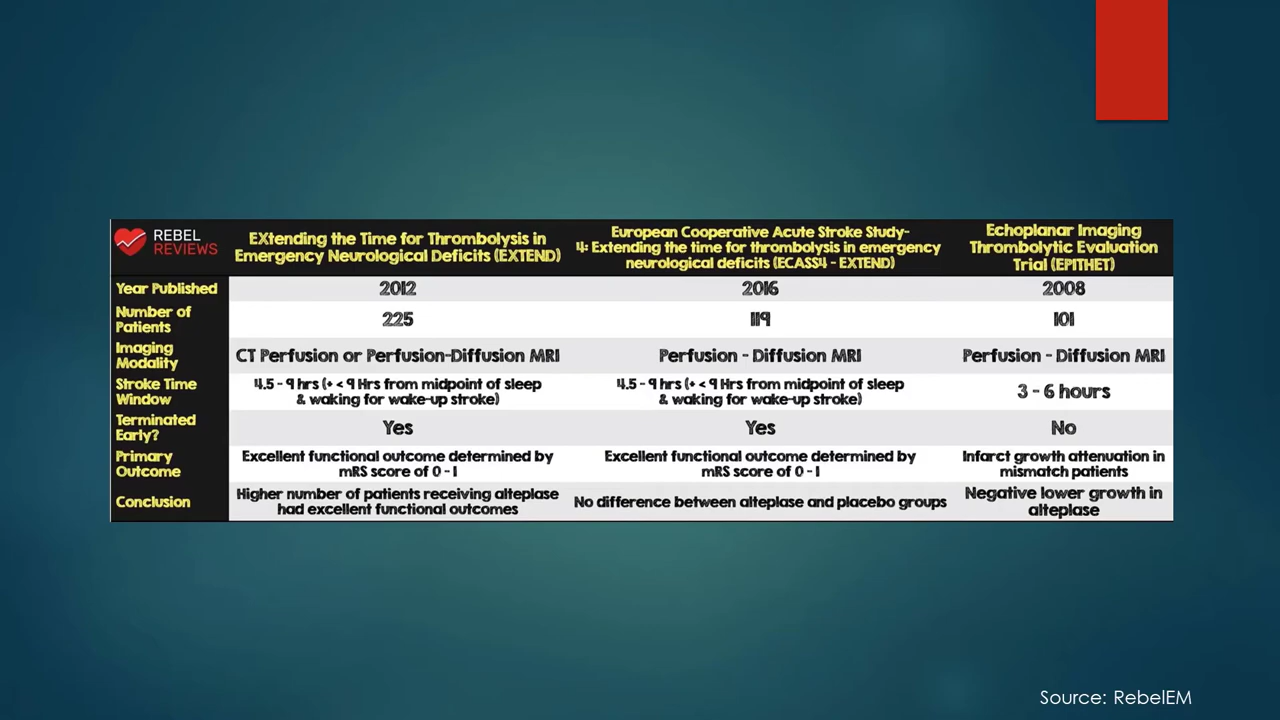 REBEL
REVIEWS
EXtending the Time for Thrombolysis in
Emergency Neurological Deficits (EXTEND)
European Cooperative Acute Stroke Study-
4: Extending the time for thrombolysis in emergency
neurological deficits (ECASS4 - EXTEND)
Echoplanar Imaging
Thrombolytic Evaluation
Trial (EPITHET)
Year Published
2012
2016
2008
Number of
Patients
225
119
101
Imaging
Modality
CT Perfusion or Perfusion-Diffusion MRI
Perfusion - Diffusion MRI
Perfusion - Diffusion MRI
Stroke Time
Window
4.5 - 9 hrs (+ < 9 Hrs from midpoint of sleep
& waking for wake-up stroke)
4.5 - 9 hrs (+ < 9 Hrs from midpoint of sleep
& waking for wake-up stroke)
3 - 6 hours
Terminated
Early?
Yes
Yes
No
Primary
Outcome
Excellent functional outcome determined by
mRS score of 0 - 1
Excellent functional outcome determined by
mRS score of 0 - 1
Infarct growth attenuation in
mismatch patients
Conclusion
Higher number of patients receiving alteplase
had excellent functional outcomes
No difference between alteplase and placebo groups
Negative lower growth in
alteplase
Source: RebelEM